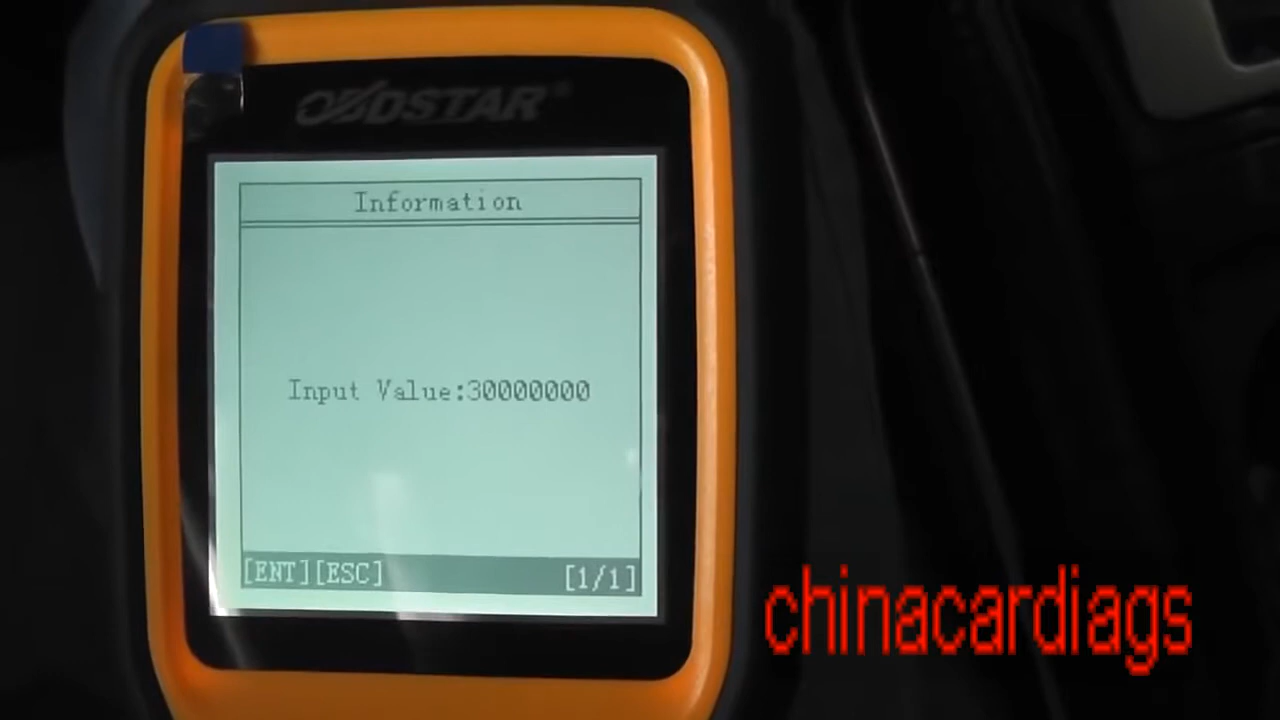 OBDSTAR®
Information
Input Value:30000000
[ENT][ESC] [1/1]
chinacardiags